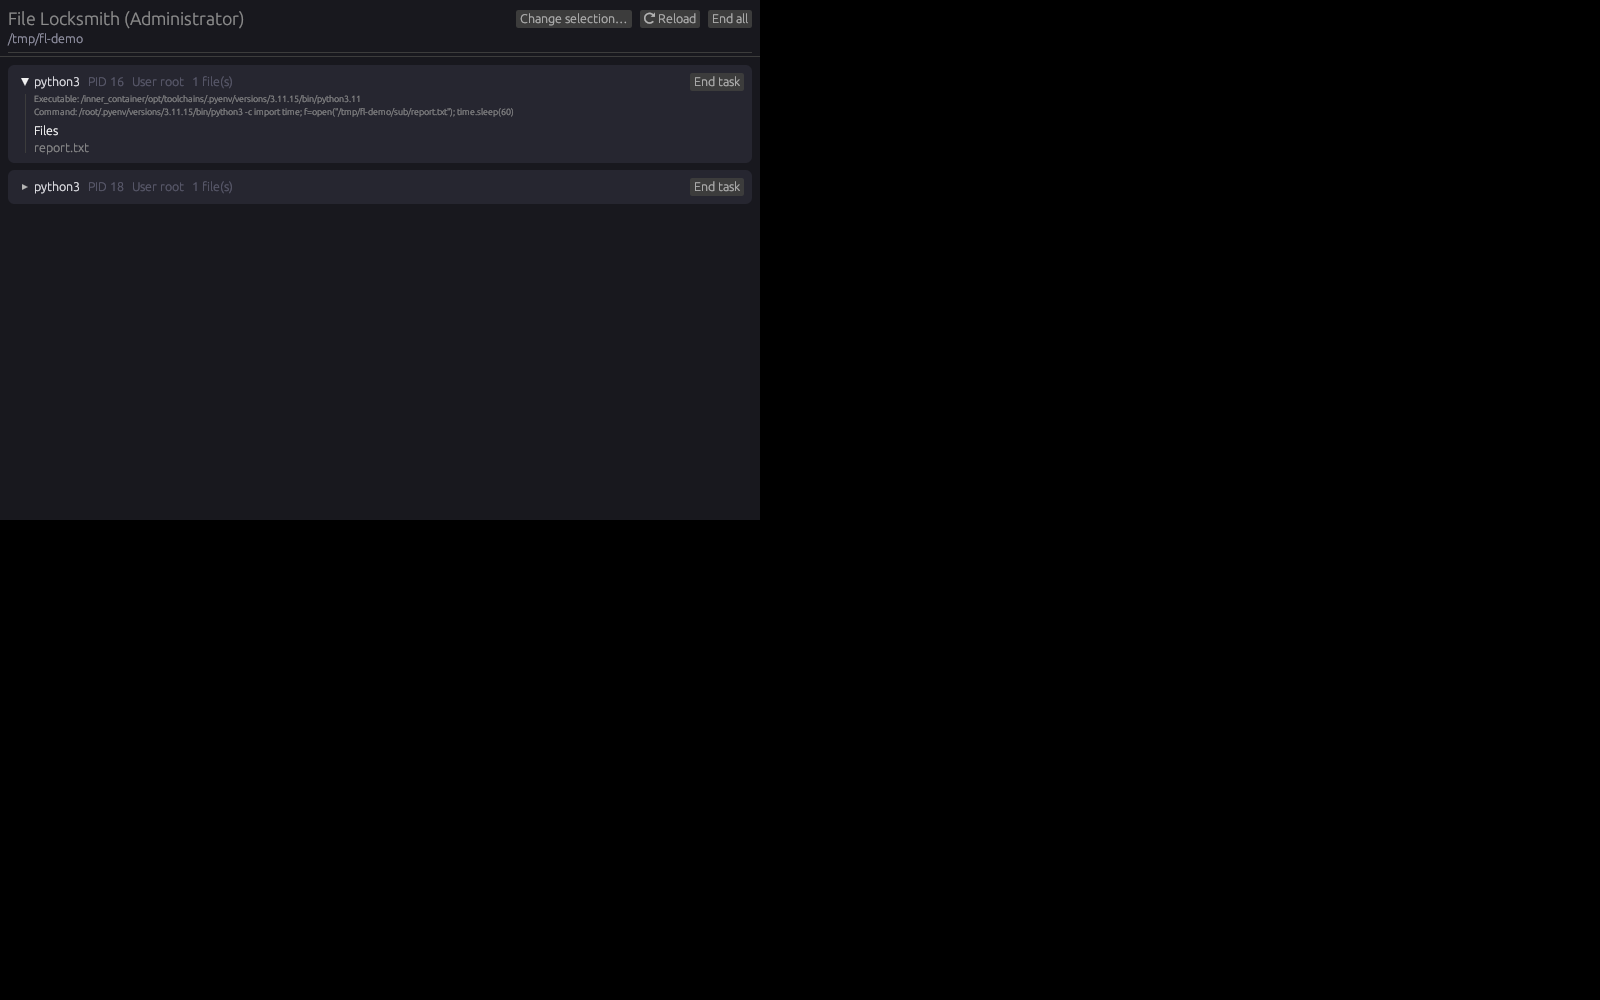 File Locksmith (Administrator)
Change selection...
Reload
End all
/tmp/fl-demo
python3 PID 16 User root 1 file(s)
End task
Executable: /inner_container/opt/toolchains/.pyenv/versions/3.11.15/bin/python3.11
Command: /root/.pyenv/versions/3.11.15/bin/python3 -c import time; f=open("/tmp/fl-demo/sub/report.txt"); time.sleep(60)
Files
report.txt
python3 PID 18 User root 1 file(s)
End task